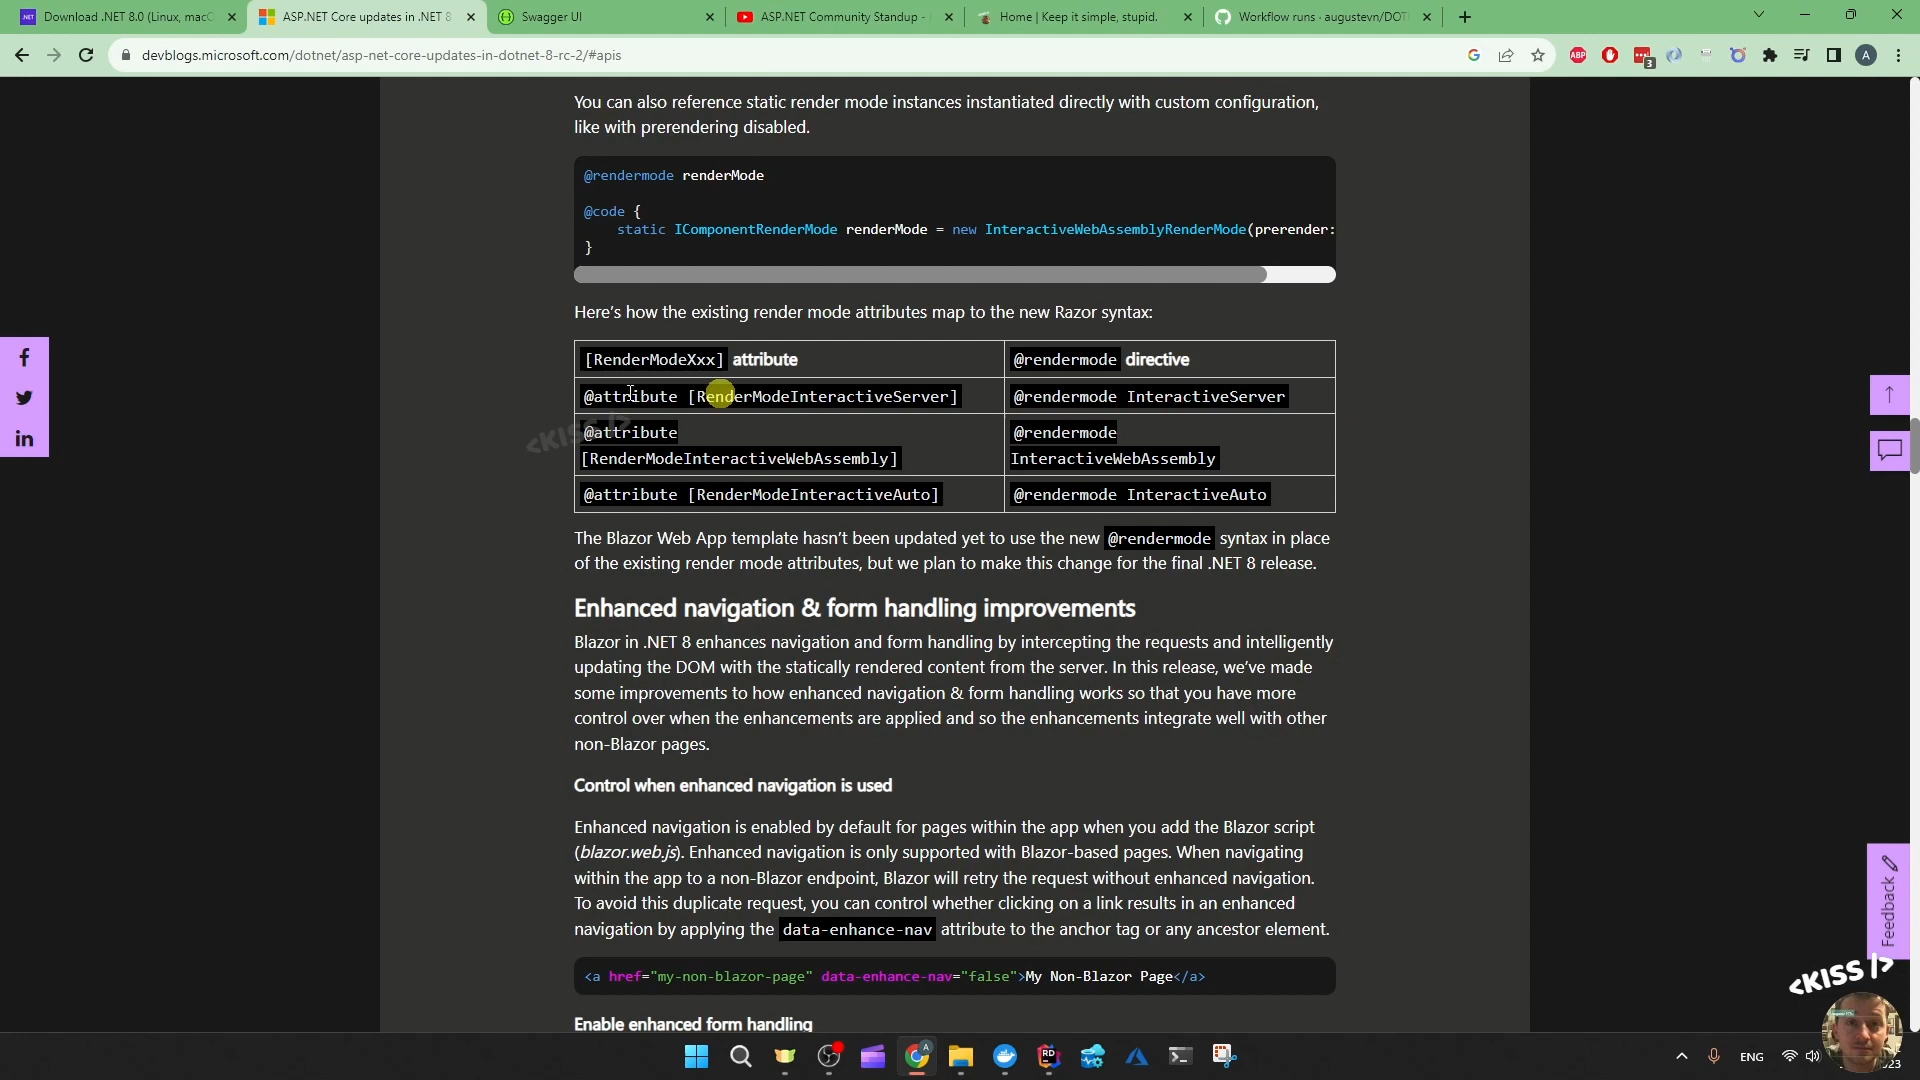 Download .NET 8.0 (Linux, macO
ASP.NET Core updates in .NET 8
Swagger UI
ASP.NET Community Standup -
Home | Keep it simple, stupid.
Workflow runs · augustevn/DOT
devblogs.microsoft.com/dotnet/asp-net-core-updates-in-dotnet-8-rc-2/#apis
ABP
3
A
You can also reference static render mode instances instantiated directly with custom configuration,
like with prerendering disabled.
@rendermode renderMode
@code {
static IComponentRenderMode renderMode = new InteractiveWebAssemblyRenderMode(prerender:
}
Here's how the existing render mode attributes map to the new Razor syntax:
[RenderModeXxx] attribute
@rendermode directive
@attribute [RenderModeInteractiveServer]
@rendermode InteractiveServer
<KISS />
@attribute
[RenderModeInteractiveWebAssembly]
@rendermode
InteractiveWebAssembly
@attribute [RenderModeInteractiveAuto]
@rendermode InteractiveAuto
The Blazor Web App template hasn't been updated yet to use the new @rendermode syntax in place
of the existing render mode attributes, but we plan to make this change for the final .NET 8 release.
Enhanced navigation & form handling improvements
Blazor in .NET 8 enhances navigation and form handling by intercepting the requests and intelligently
updating the DOM with the statically rendered content from the server. In this release, we've made
some improvements to how enhanced navigation & form handling works so that you have more
control over when the enhancements are applied and so the enhancements integrate well with other
non-Blazor pages.
Control when enhanced navigation is used
Enhanced navigation is enabled by default for pages within the app when you add the Blazor script
(blazor.web.js). Enhanced navigation is only supported with Blazor-based pages. When navigating
within the app to a non-Blazor endpoint, Blazor will retry the request without enhanced navigation.
To avoid this duplicate request, you can control whether clicking on a link results in an enhanced
navigation by applying the data-enhance-nav attribute to the anchor tag or any ancestor element.
<a href="my-non-blazor-page" data-enhance-nav="false">My Non-Blazor Page</a>
Enable enhanced form handling
Feedback
<KISS />
ENG